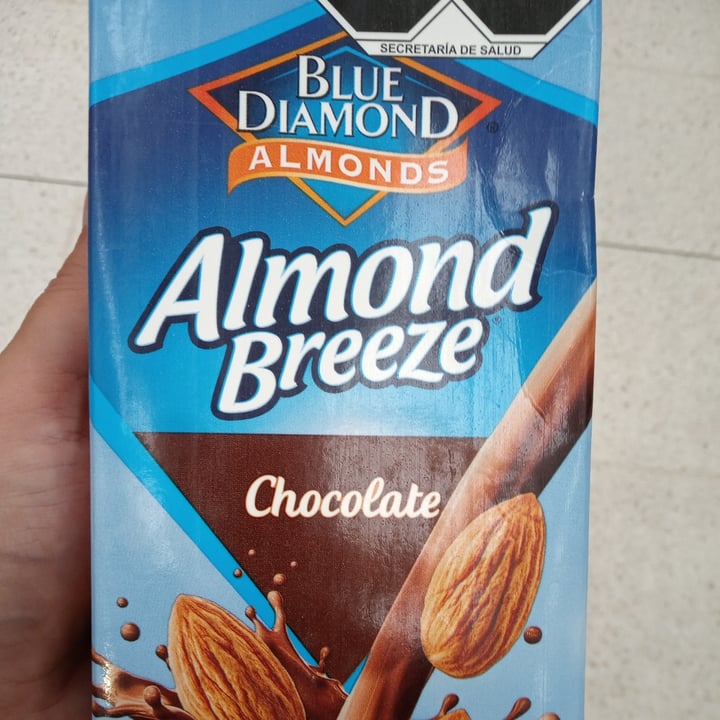 SECRETARÍA DE SALUD
BLUE
DIAMOND
®
ALMONDS
Almond
Breeze
®
Chocolate